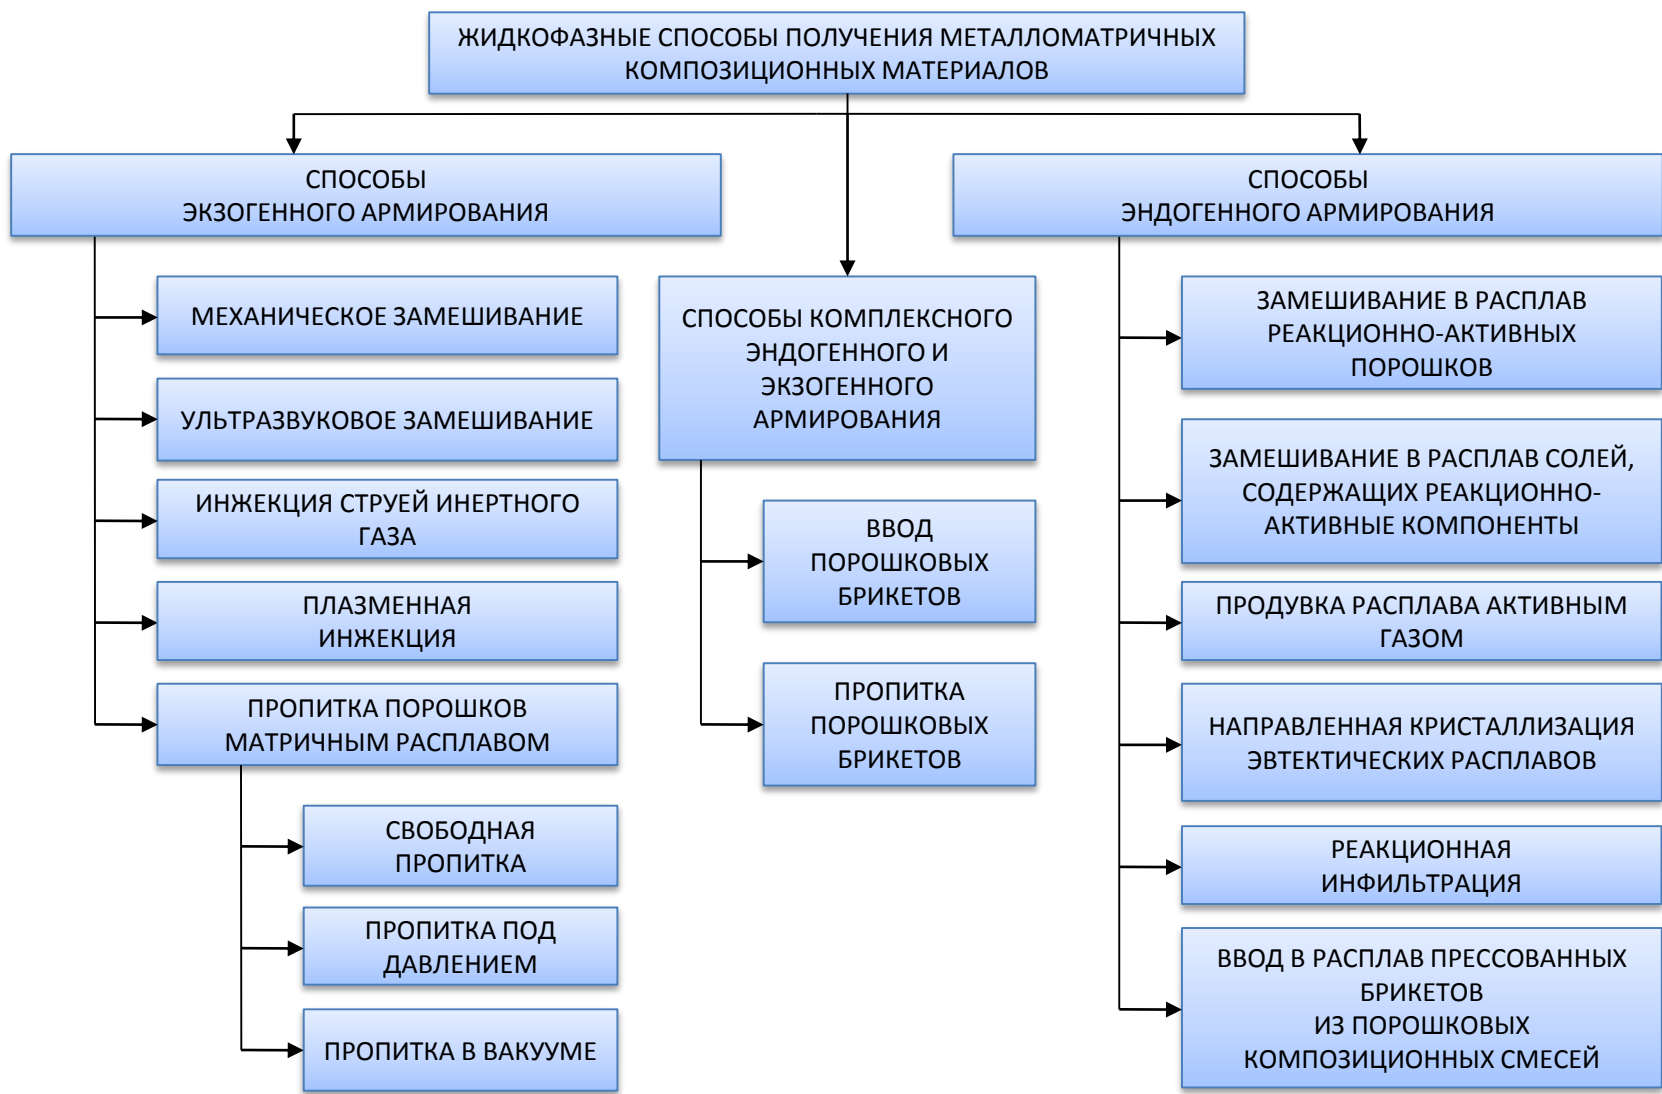 ЖИДКОФАЗНЫЕ СПОСОБЫ ПОЛУЧЕНИЯ МЕТАЛЛОМАТРИЧНЫХ
КОМПОЗИЦИОННЫХ МАТЕРИАЛОВ
СПОСОБЫ
ЭКЗОГЕННОГО АРМИРОВАНИЯ
МЕХАНИЧЕСКОЕ ЗАМЕШИВАНИЕ
УЛЬТРАЗВУКОВОЕ ЗАМЕШИВАНИЕ
ИНЖЕКЦИЯ СТРУЕЙ ИНЕРТНОГО
ГАЗА
ПЛАЗМЕННАЯ
ИНЖЕКЦИЯ
ПРОПИТКА ПОРОШКОВ
МАТРИЧНЫМ РАСПЛАВОМ
СВОБОДНАЯ
ПРОПИТКА
ПРОПИТКА ПОД
ДАВЛЕНИЕМ
ПРОПИТКА В ВАКУУМЕ
СПОСОБЫ КОМПЛЕКСНОГО
ЭНДОГЕННОГО И
ЭКЗОГЕННОГО
АРМИРОВАНИЯ
ВВОД
ПОРОШКОВЫХ
БРИКЕТОВ
ПРОПИТКА
ПОРОШКОВЫХ
БРИКЕТОВ
СПОСОБЫ
ЭНДОГЕННОГО АРМИРОВАНИЯ
ЗАМЕШИВАНИЕ В РАСПЛАВ
РЕАКЦИОННО-АКТИВНЫХ
ПОРОШКОВ
ЗАМЕШИВАНИЕ В РАСПЛАВ СОЛЕЙ,
СОДЕРЖАЩИХ РЕАКЦИОННО-
АКТИВНЫЕ КОМПОНЕНТЫ
ПРОДУВКА РАСПЛАВА АКТИВНЫМ
ГАЗОМ
НАПРАВЛЕННАЯ КРИСТАЛЛИЗАЦИЯ
ЭВТЕКТИЧЕСКИХ РАСПЛАВОВ
РЕАКЦИОННАЯ
ИНФИЛЬТРАЦИЯ
ВВОД В РАСПЛАВ ПРЕССОВАННЫХ
БРИКЕТОВ
ИЗ ПОРОШКОВЫХ
КОМПОЗИЦИОННЫХ СМЕСЕЙ